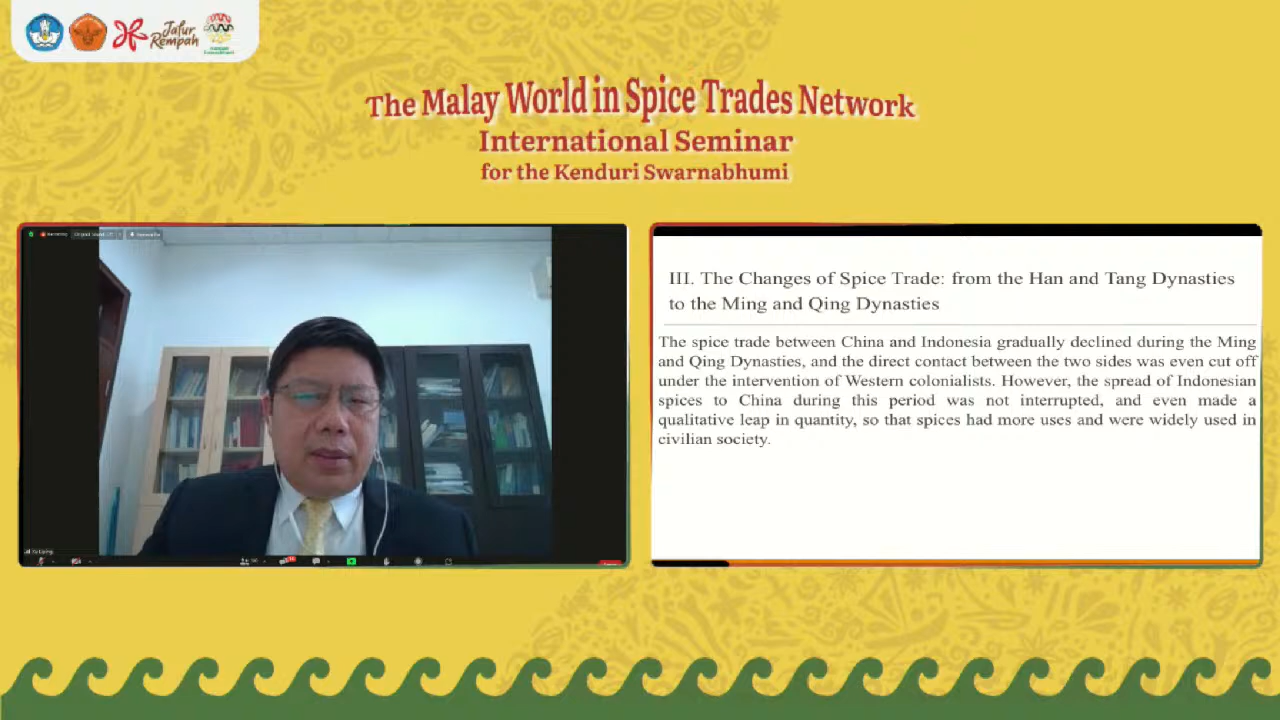 Jalur
Rempah
The Malay World in Spice Trades Network
International Seminar
for the Kenduri Swarnabhumi
III. The Changes of Spice Trade: from the Han and Tang Dynasties
to the Ming and Qing Dynasties
The spice trade between China and Indonesia gradually declined during the Ming
and Qing Dynasties, and the direct contact between the two sides was even cut off
under the intervention of Western colonialists. However, the spread of Indonesian
spices to China during this period was not interrupted, and even made a
qualitative leap in quantity, so that spices had more uses and were widely used in
civilian society.